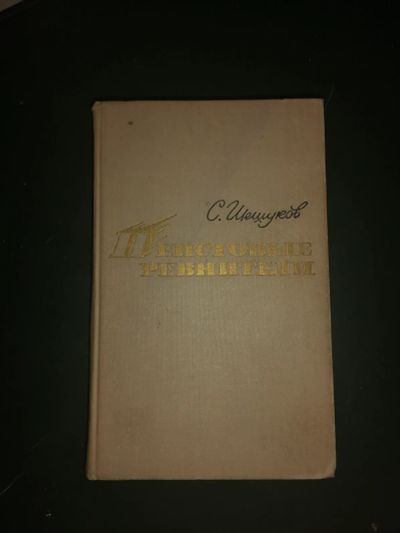 С. Шешуков
Неистовые
ревнители